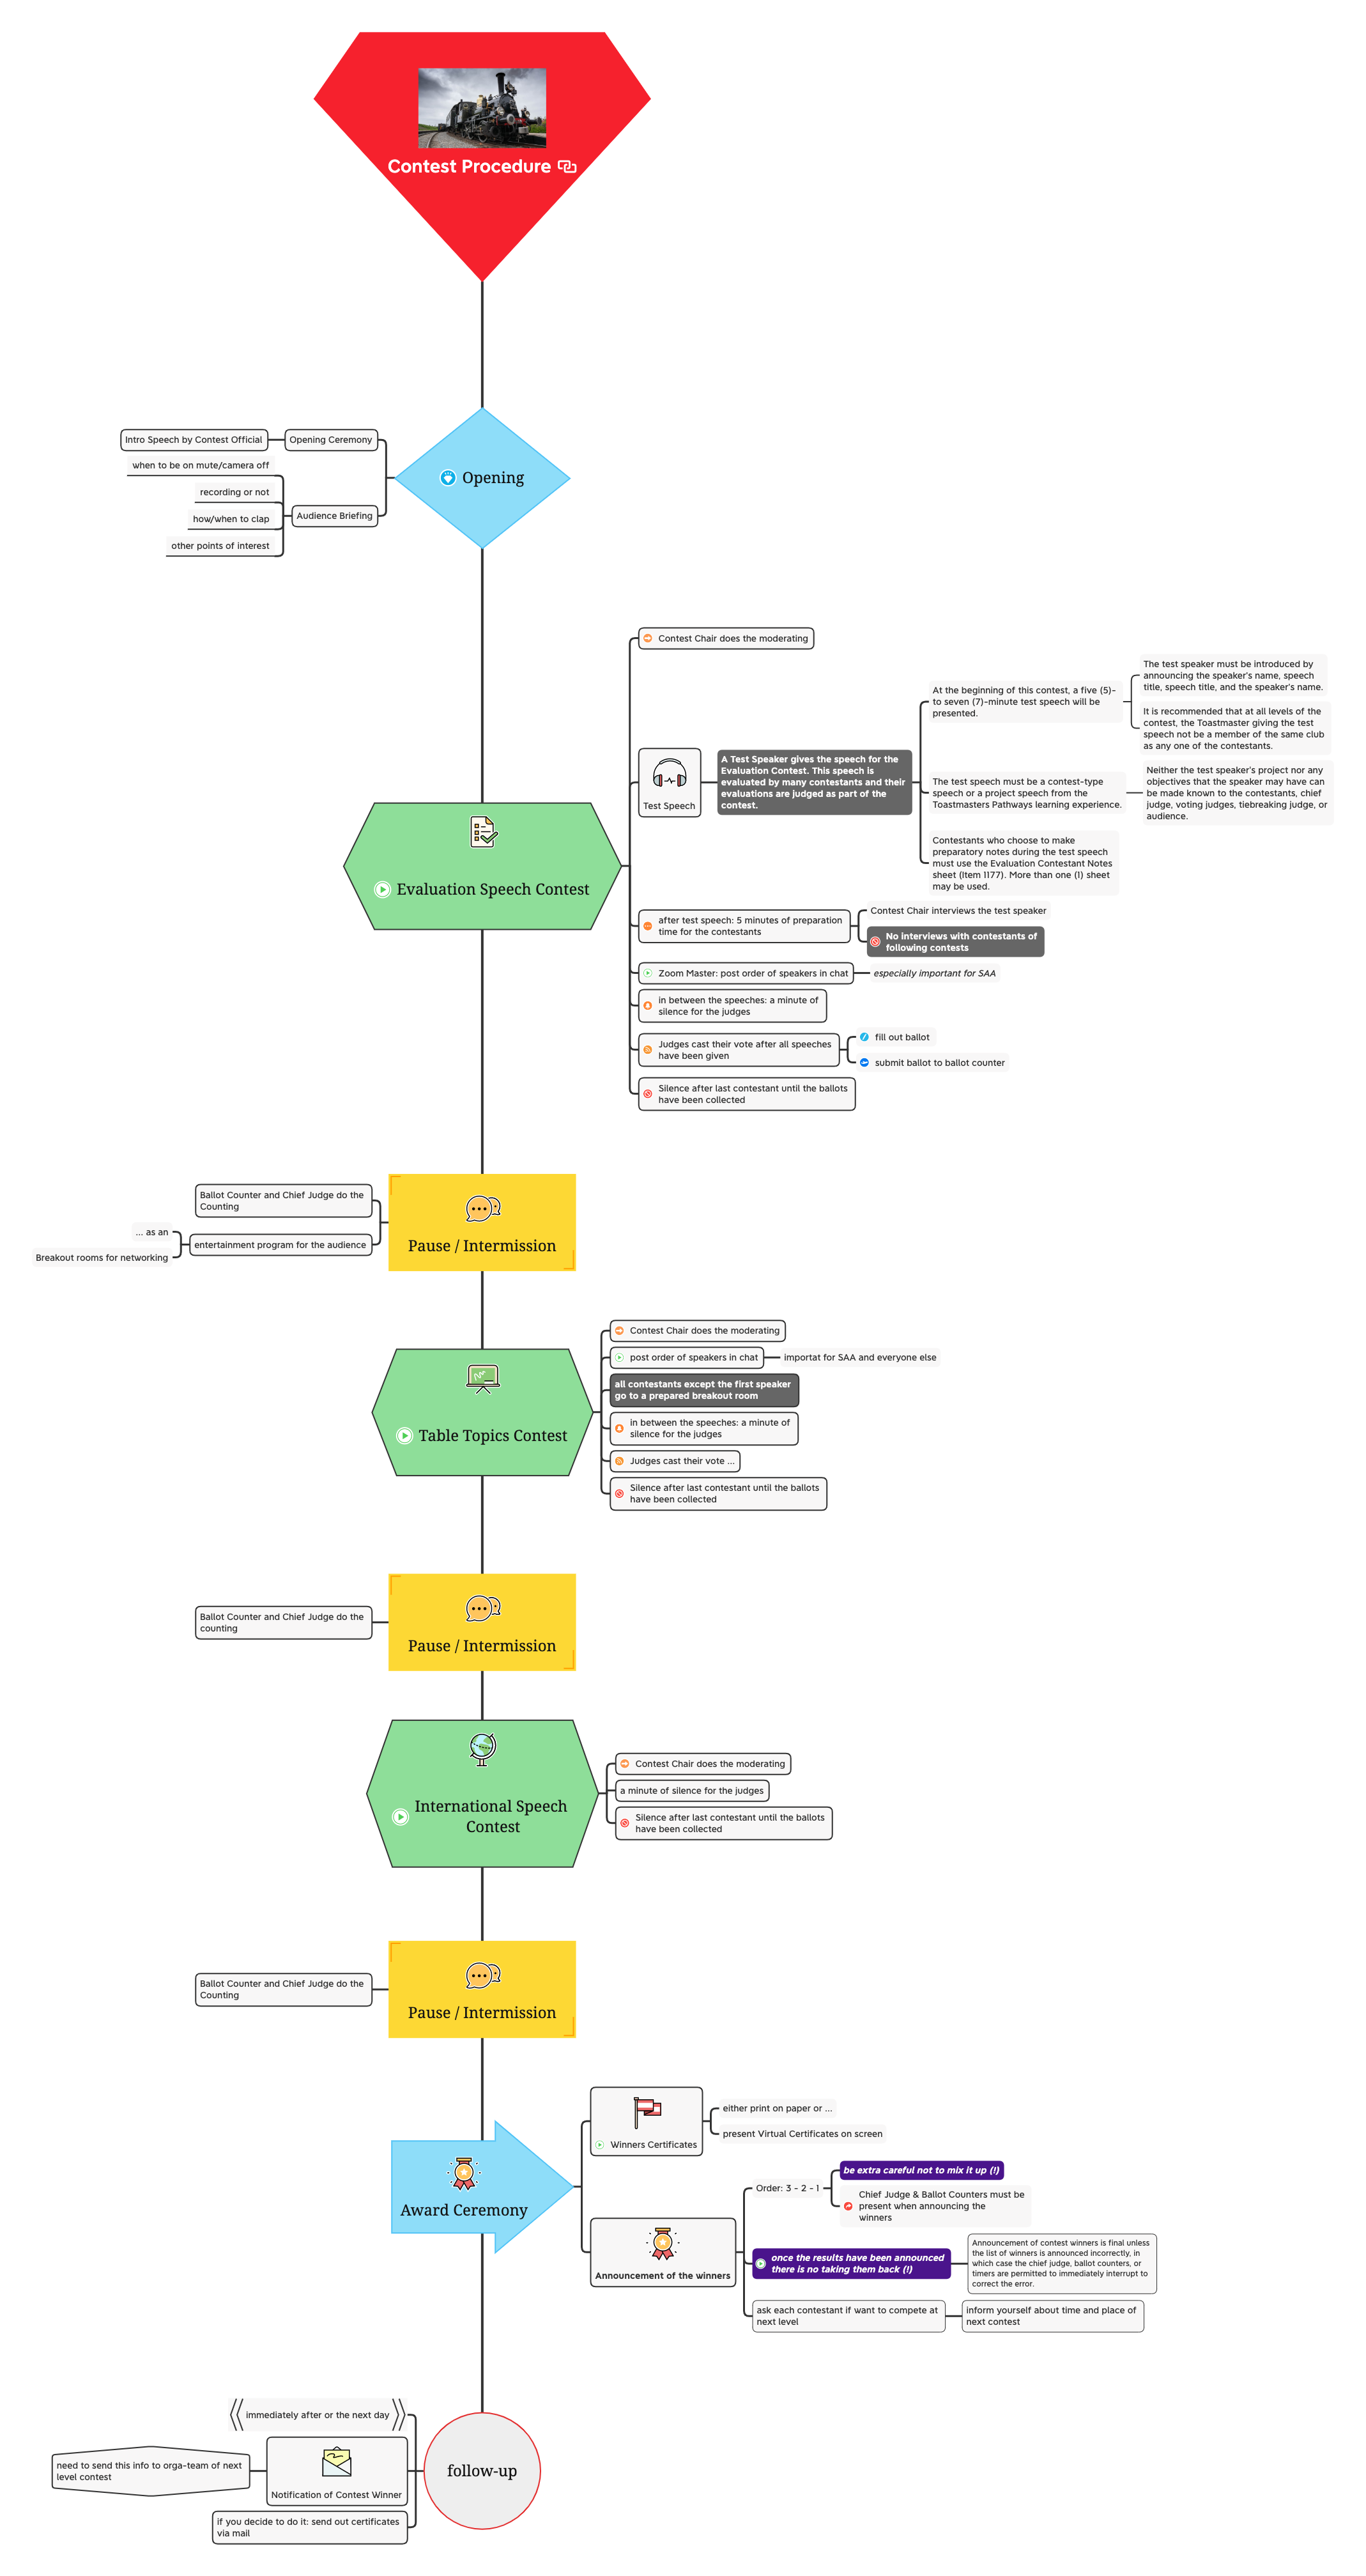 Contest Procedure
Intro Speech by Contest Official
Opening Ceremony
when to be on mute/camera off
recording or not
how/when to clap
other points of interest
Audience Briefing
Opening
Contest Chair does the moderating
Test Speech
A Test Speaker gives the speech for the
Evaluation Contest. This speech is
evaluated by many contestants and their
evaluations are judged as part of the
contest.
At the beginning of this contest, a five (5)-
to seven (7)-minute test speech will be
presented.
The test speaker must be introduced by
announcing the speaker's name, speech
title, speech title, and the speaker's name.
It is recommended that at all levels of the
contest, the Toastmaster giving the test
speech not be a member of the same club
as any one of the contestants.
The test speech must be a contest-type
speech or a project speech from the
Toastmasters Pathways learning experience.
Neither the test speaker's project nor any
objectives that the speaker may have can
be made known to the contestants, chief
judge, voting judges, tiebreaking judge, or
audience.
Contestants who choose to make
preparatory notes during the test speech
must use the Evaluation Contestant Notes
sheet (Item 1177). More than one (1) sheet
may be used.
Evaluation Speech Contest
after test speech: 5 minutes of preparation
time for the contestants
Contest Chair interviews the test speaker
No interviews with contestants of
following contests
Zoom Master: post order of speakers in chat
especially important for SAA
in between the speeches: a minute of
silence for the judges
Judges cast their vote after all speeches
have been given
fill out ballot
submit ballot to ballot counter
Silence after last contestant until the ballots
have been collected
Ballot Counter and Chief Judge do the
Counting
... as an
Breakout rooms for networking
entertainment program for the audience
Pause / Intermission
Contest Chair does the moderating
post order of speakers in chat
importat for SAA and everyone else
all contestants except the first speaker
go to a prepared breakout room
in between the speeches: a minute of
silence for the judges
Judges cast their vote ...
Silence after last contestant until the ballots
have been collected
Table Topics Contest
Ballot Counter and Chief Judge do the
counting
Pause / Intermission
Contest Chair does the moderating
a minute of silence for the judges
Silence after last contestant until the ballots
have been collected
International Speech
Contest
Ballot Counter and Chief Judge do the
Counting
Pause / Intermission
Winners Certificates
either print on paper or ...
present Virtual Certificates on screen
Award Ceremony
Announcement of the winners
Order: 3 - 2 - 1
be extra careful not to mix it up (!)
Chief Judge & Ballot Counters must be
present when announcing the
winners
once the results have been announced
there is no taking them back (!)
Announcement of contest winners is final unless
the list of winners is announced incorrectly, in
which case the chief judge, ballot counters, or
timers are permitted to immediately interrupt to
correct the error.
ask each contestant if want to compete at
next level
inform yourself about time and place of
next contest
immediately after or the next day
need to send this info to orga-team of next
level contest
Notification of Contest Winner
if you decide to do it: send out certificates
via mail
follow-up